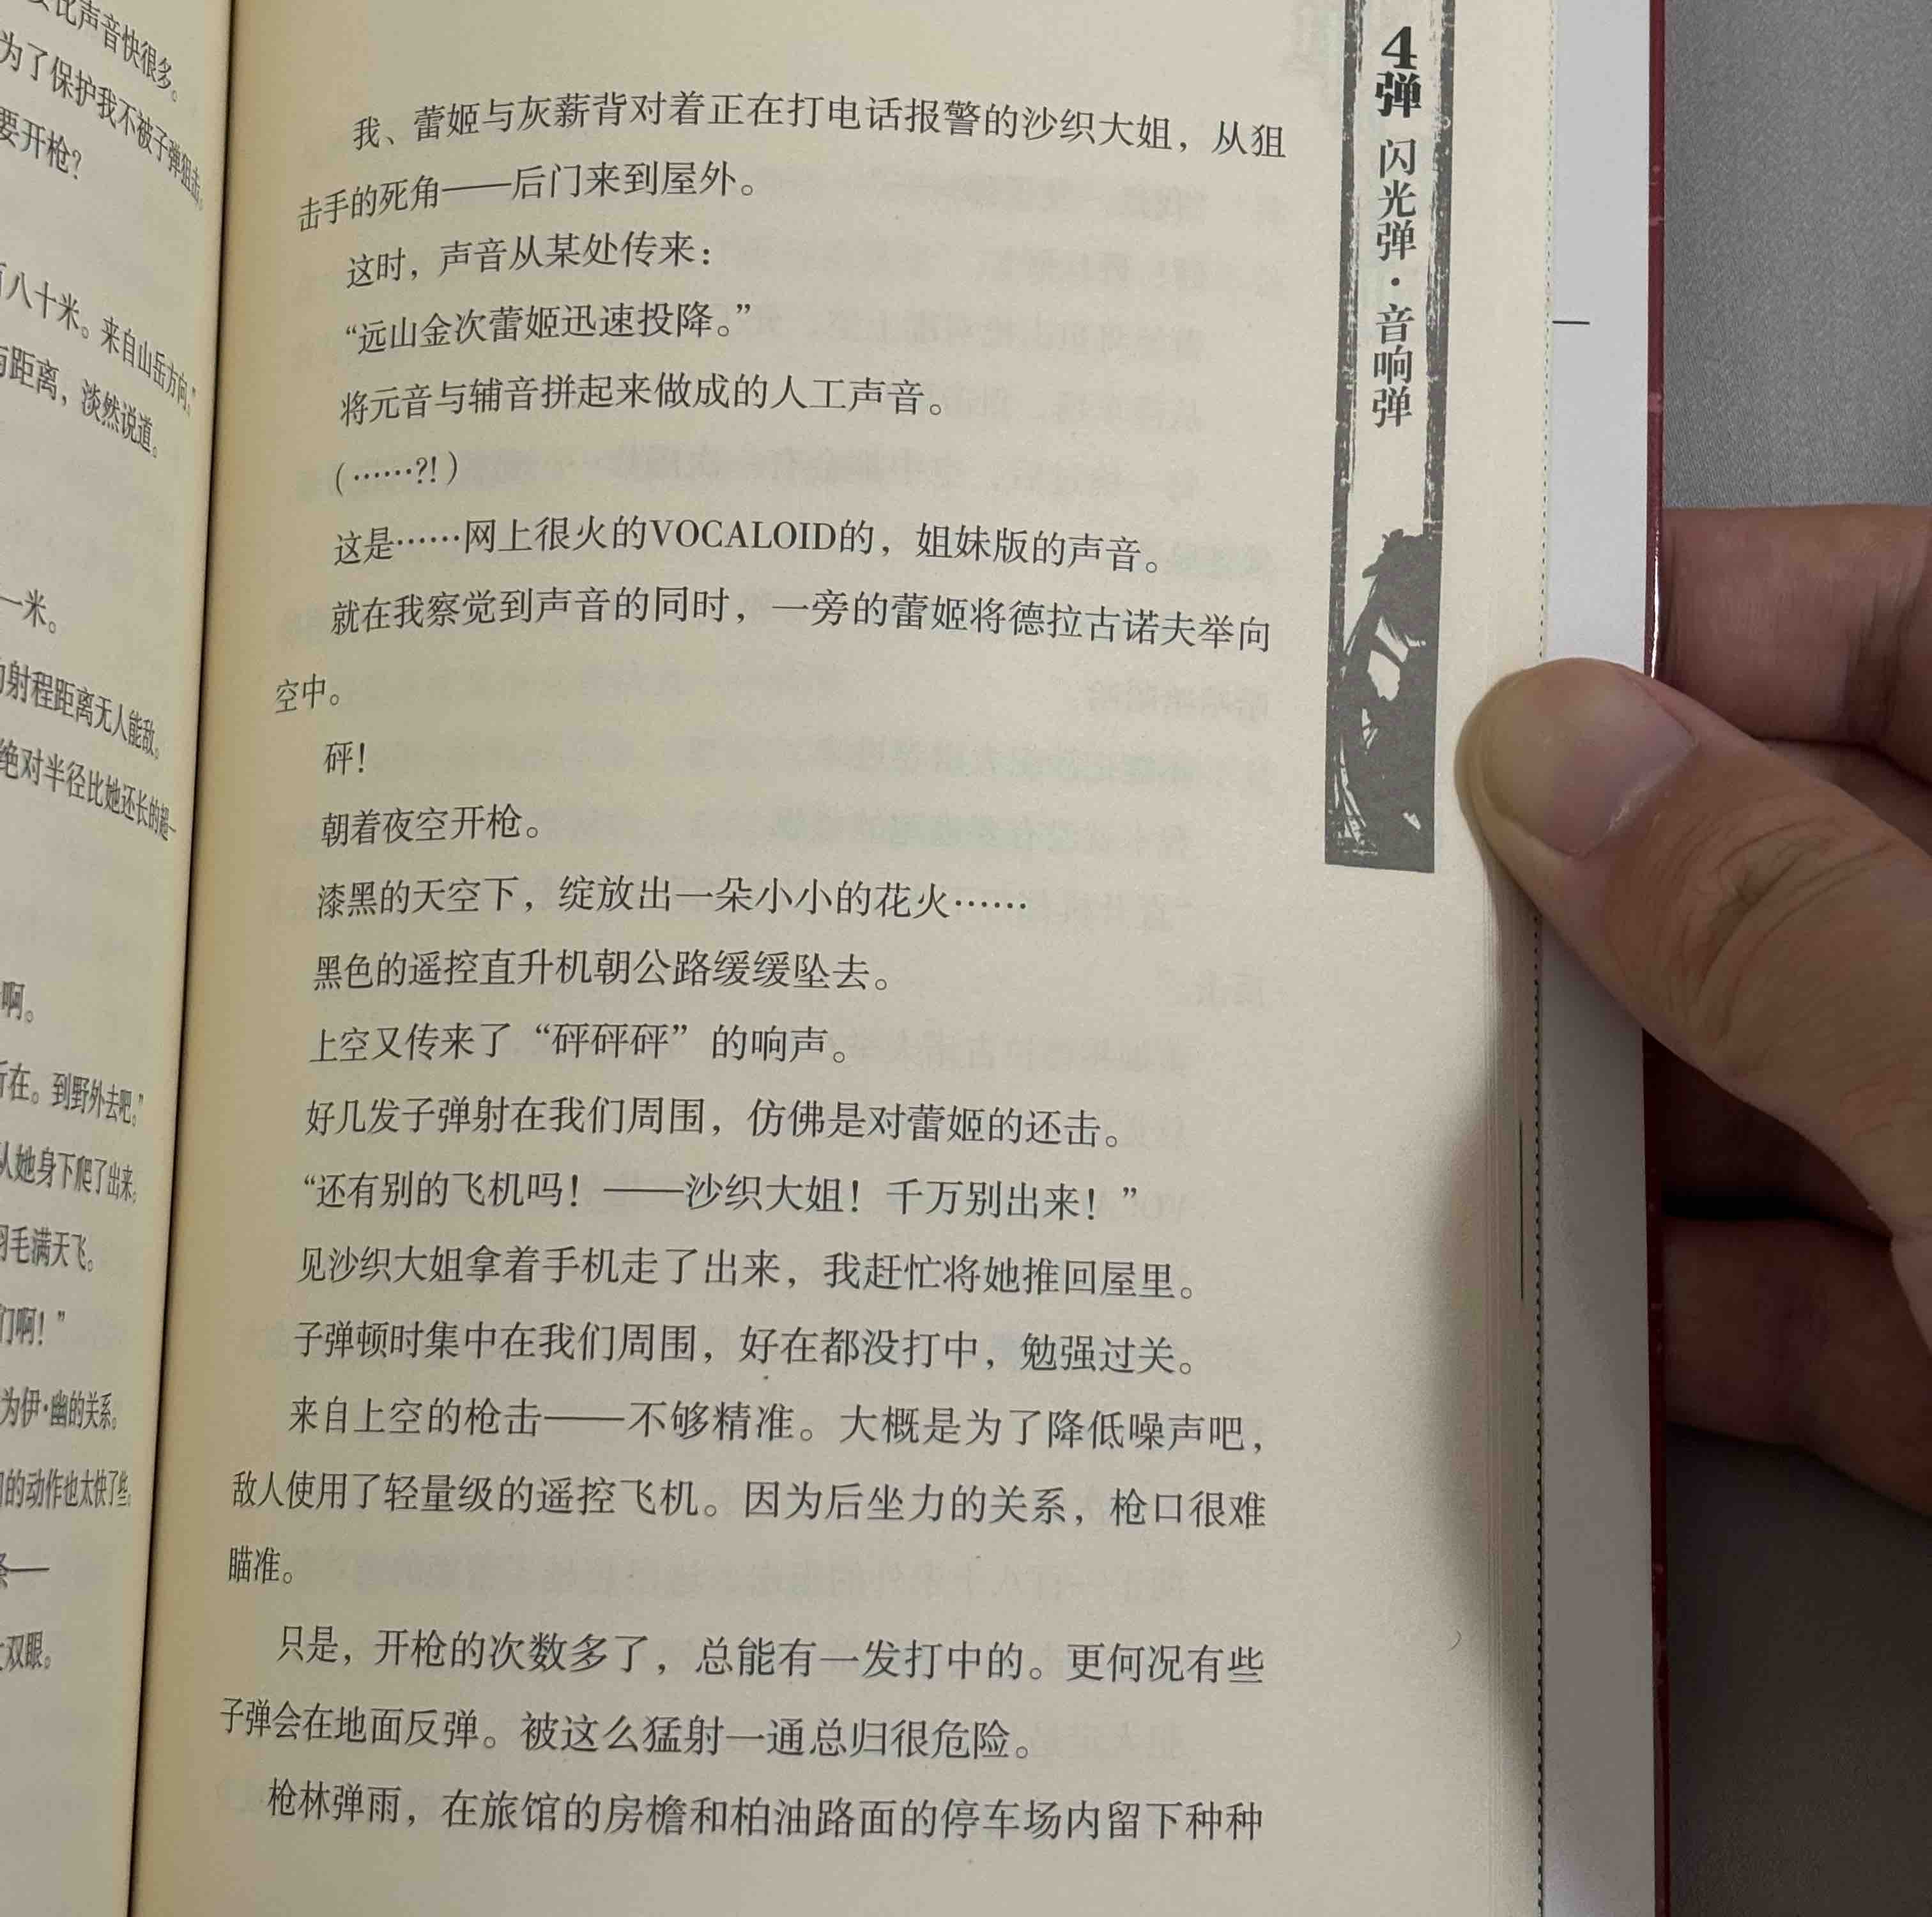 比声音快很多。
为了保护我不被子弹狙击。
要开枪？
八十米。来自山岳方向。”
距离，淡然说道。
一米。
射程距离无人能敌。
绝对半径比她还长的超一
啊。
在。到野外去吧。”
从她身下爬了出来，
羽毛满天飞。
们啊！”
为伊·幽的关系。
的动作也太快了些。
双眼。
4弹 闪光弹·音响弹
我、蕾姬与灰薪背对着正在打电话报警的沙织大姐，从狙
击手的死角——后门来到屋外。
这时，声音从某处传来：
“远山金次蕾姬迅速投降。”
将元音与辅音拼起来做成的人工声音。
（……?!）
这是……网上很火的VOCALOID的，姐妹版的声音。
就在我察觉到声音的同时，一旁的蕾姬将德拉古诺夫举向
空中。
砰！
朝着夜空开枪。
漆黑的天空下，绽放出一朵小小的花火……
黑色的遥控直升机朝公路缓缓坠去。
上空又传来了“砰砰砰”的响声。
好几发子弹射在我们周围，仿佛是对蕾姬的还击。
“还有别的飞机吗！——沙织大姐！千万别出来！”
见沙织大姐拿着手机走了出来，我赶忙将她推回屋里。
子弹顿时集中在我们周围，好在都没打中，勉强过关。
来自上空的枪击——不够精准。大概是为了降低噪声吧，
敌人使用了轻量级的遥控飞机。因为后坐力的关系，枪口很难
瞄准。
只是，开枪的次数多了，总能有一发打中的。更何况有些
子弹会在地面反弹。被这么猛射一通总归很危险。
枪林弹雨，在旅馆的房檐和柏油路面的停车场内留下种种